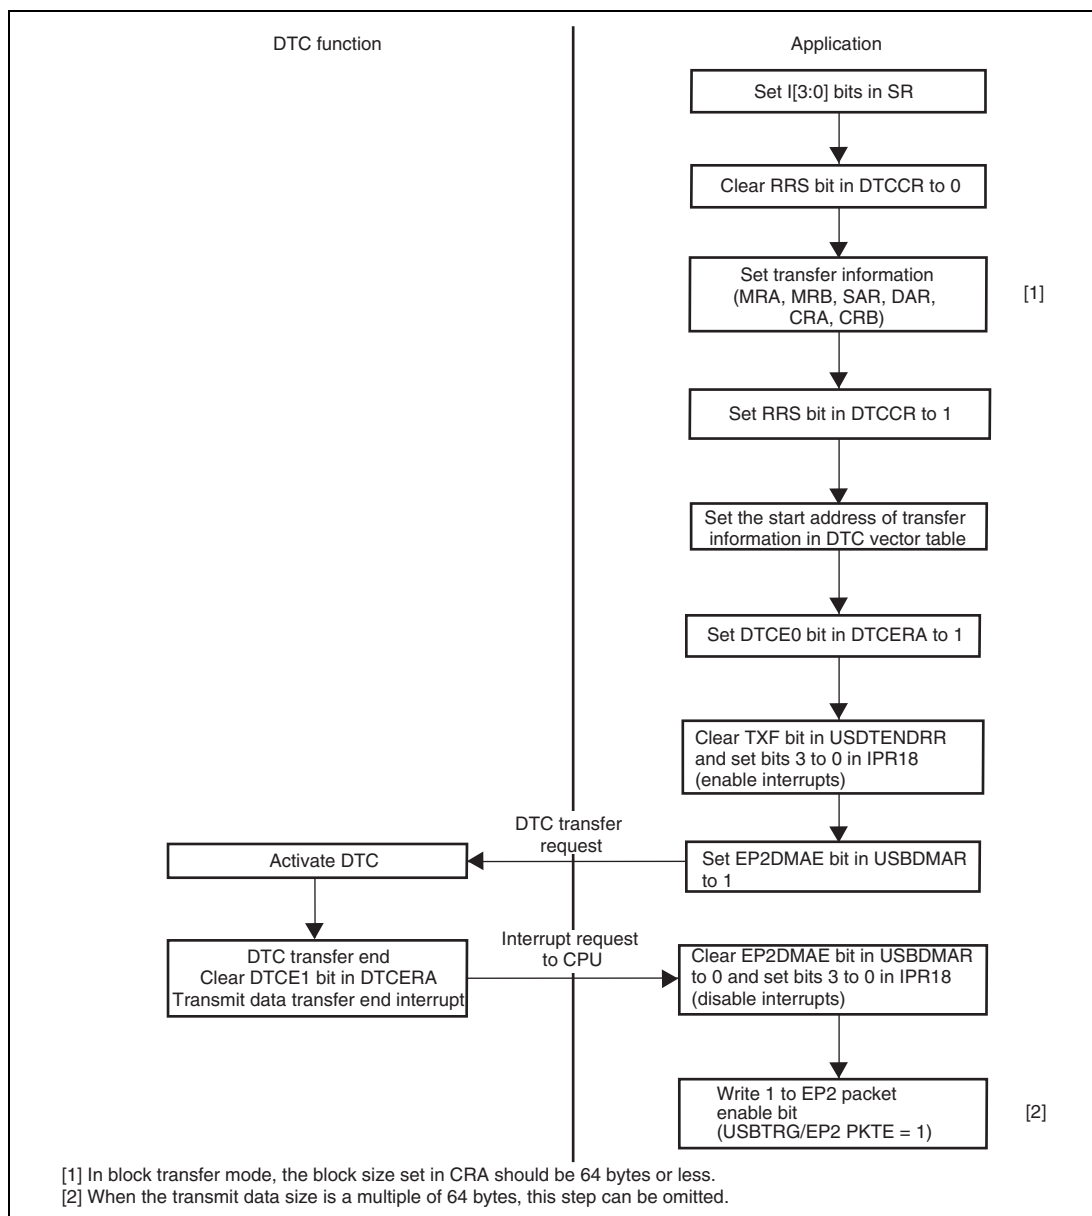 DTC function
Application
Set I[3:0] bits in SR
Clear RRS bit in DTCCR to 0
Set transfer information
(MRA, MRB, SAR, DAR,
CRA, CRB)
[1]
Set RRS bit in DTCCR to 1
Set the start address of transfer
information in DTC vector table
Set DTCE0 bit in DTCERA to 1
Clear TXF bit in USDTENDRR
and set bits 3 to 0 in IPR18
(enable interrupts)
DTC transfer
request
Activate DTC
Set EP2DMAE bit in USBDMAR
to 1
DTC transfer end
Clear DTCE1 bit in DTCERA
Transmit data transfer end interrupt
Interrupt request
to CPU
Clear EP2DMAE bit in USBDMAR
to 0 and set bits 3 to 0 in IPR18
(disable interrupts)
Write 1 to EP2 packet
enable bit
(USBTRG/EP2 PKTE = 1)
[2]
[1] In block transfer mode, the block size set in CRA should be 64 bytes or less.
[2] When the transmit data size is a multiple of 64 bytes, this step can be omitted.